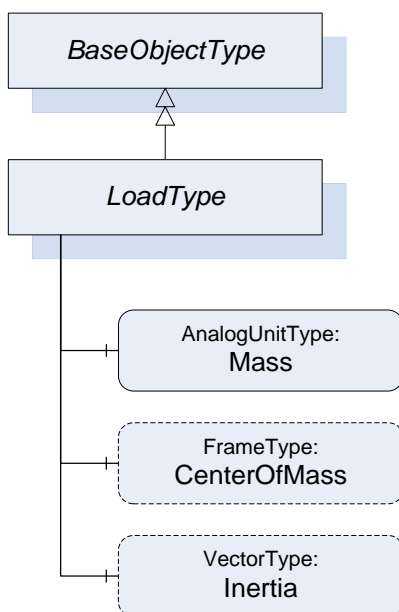 BaseObjectType
LoadType
AnalogUnitType:
Mass
FrameType:
CenterOfMass
VectorType:
Inertia